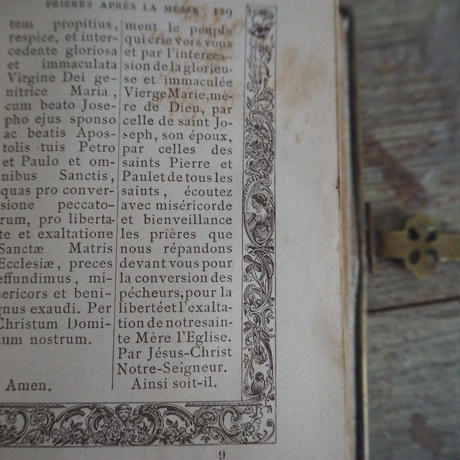 PRIÈRES APRÈS LA MESSE 129
tem propitius,
respice, et inter-
cedente gloriosa
et immaculata
Virgine Dei ge-
nitrice Maria,
cum beato Jose-
pho ejus sponso
ac beatis Apos-
tolis tuis Petro
et Paulo et om-
nibus Sanctis,
quas pro conver-
sione peccato-
rum, pro liberta-
te et exaltatione
Sanctæ Matris
Ecclesiæ, preces
effundimus, mi-
sericors et beni-
gnus exaudi. Per
Christum Domi-
num nostrum.
Amen.
ment le peuple
qui crie vers vous
et par l'interces-
sion de la glorieu-
se et immaculée
Vierge Marie, mè-
re de Dieu, par
celle de saint Jo-
seph, son époux,
par celles des
saints Pierre et
Paul et de tous les
saints, écoutez
avec miséricorde
et bienveillance
les prières que
nous répandons
devant vous pour
la conversion des
pécheurs, pour la
liberté et l'exalta-
tion de notre sain-
te Mère l'Eglise.
Par Jésus-Christ
Notre-Seigneur.
Ainsi soit-il.
9